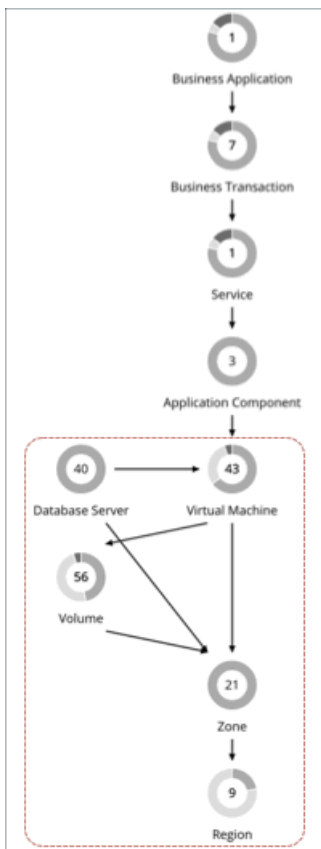 1
Business Application
7
Business Transaction
1
Service
3
Application Component
40
43
Database Server
Virtual Machine
56
Volume
21
Zone
9
Region